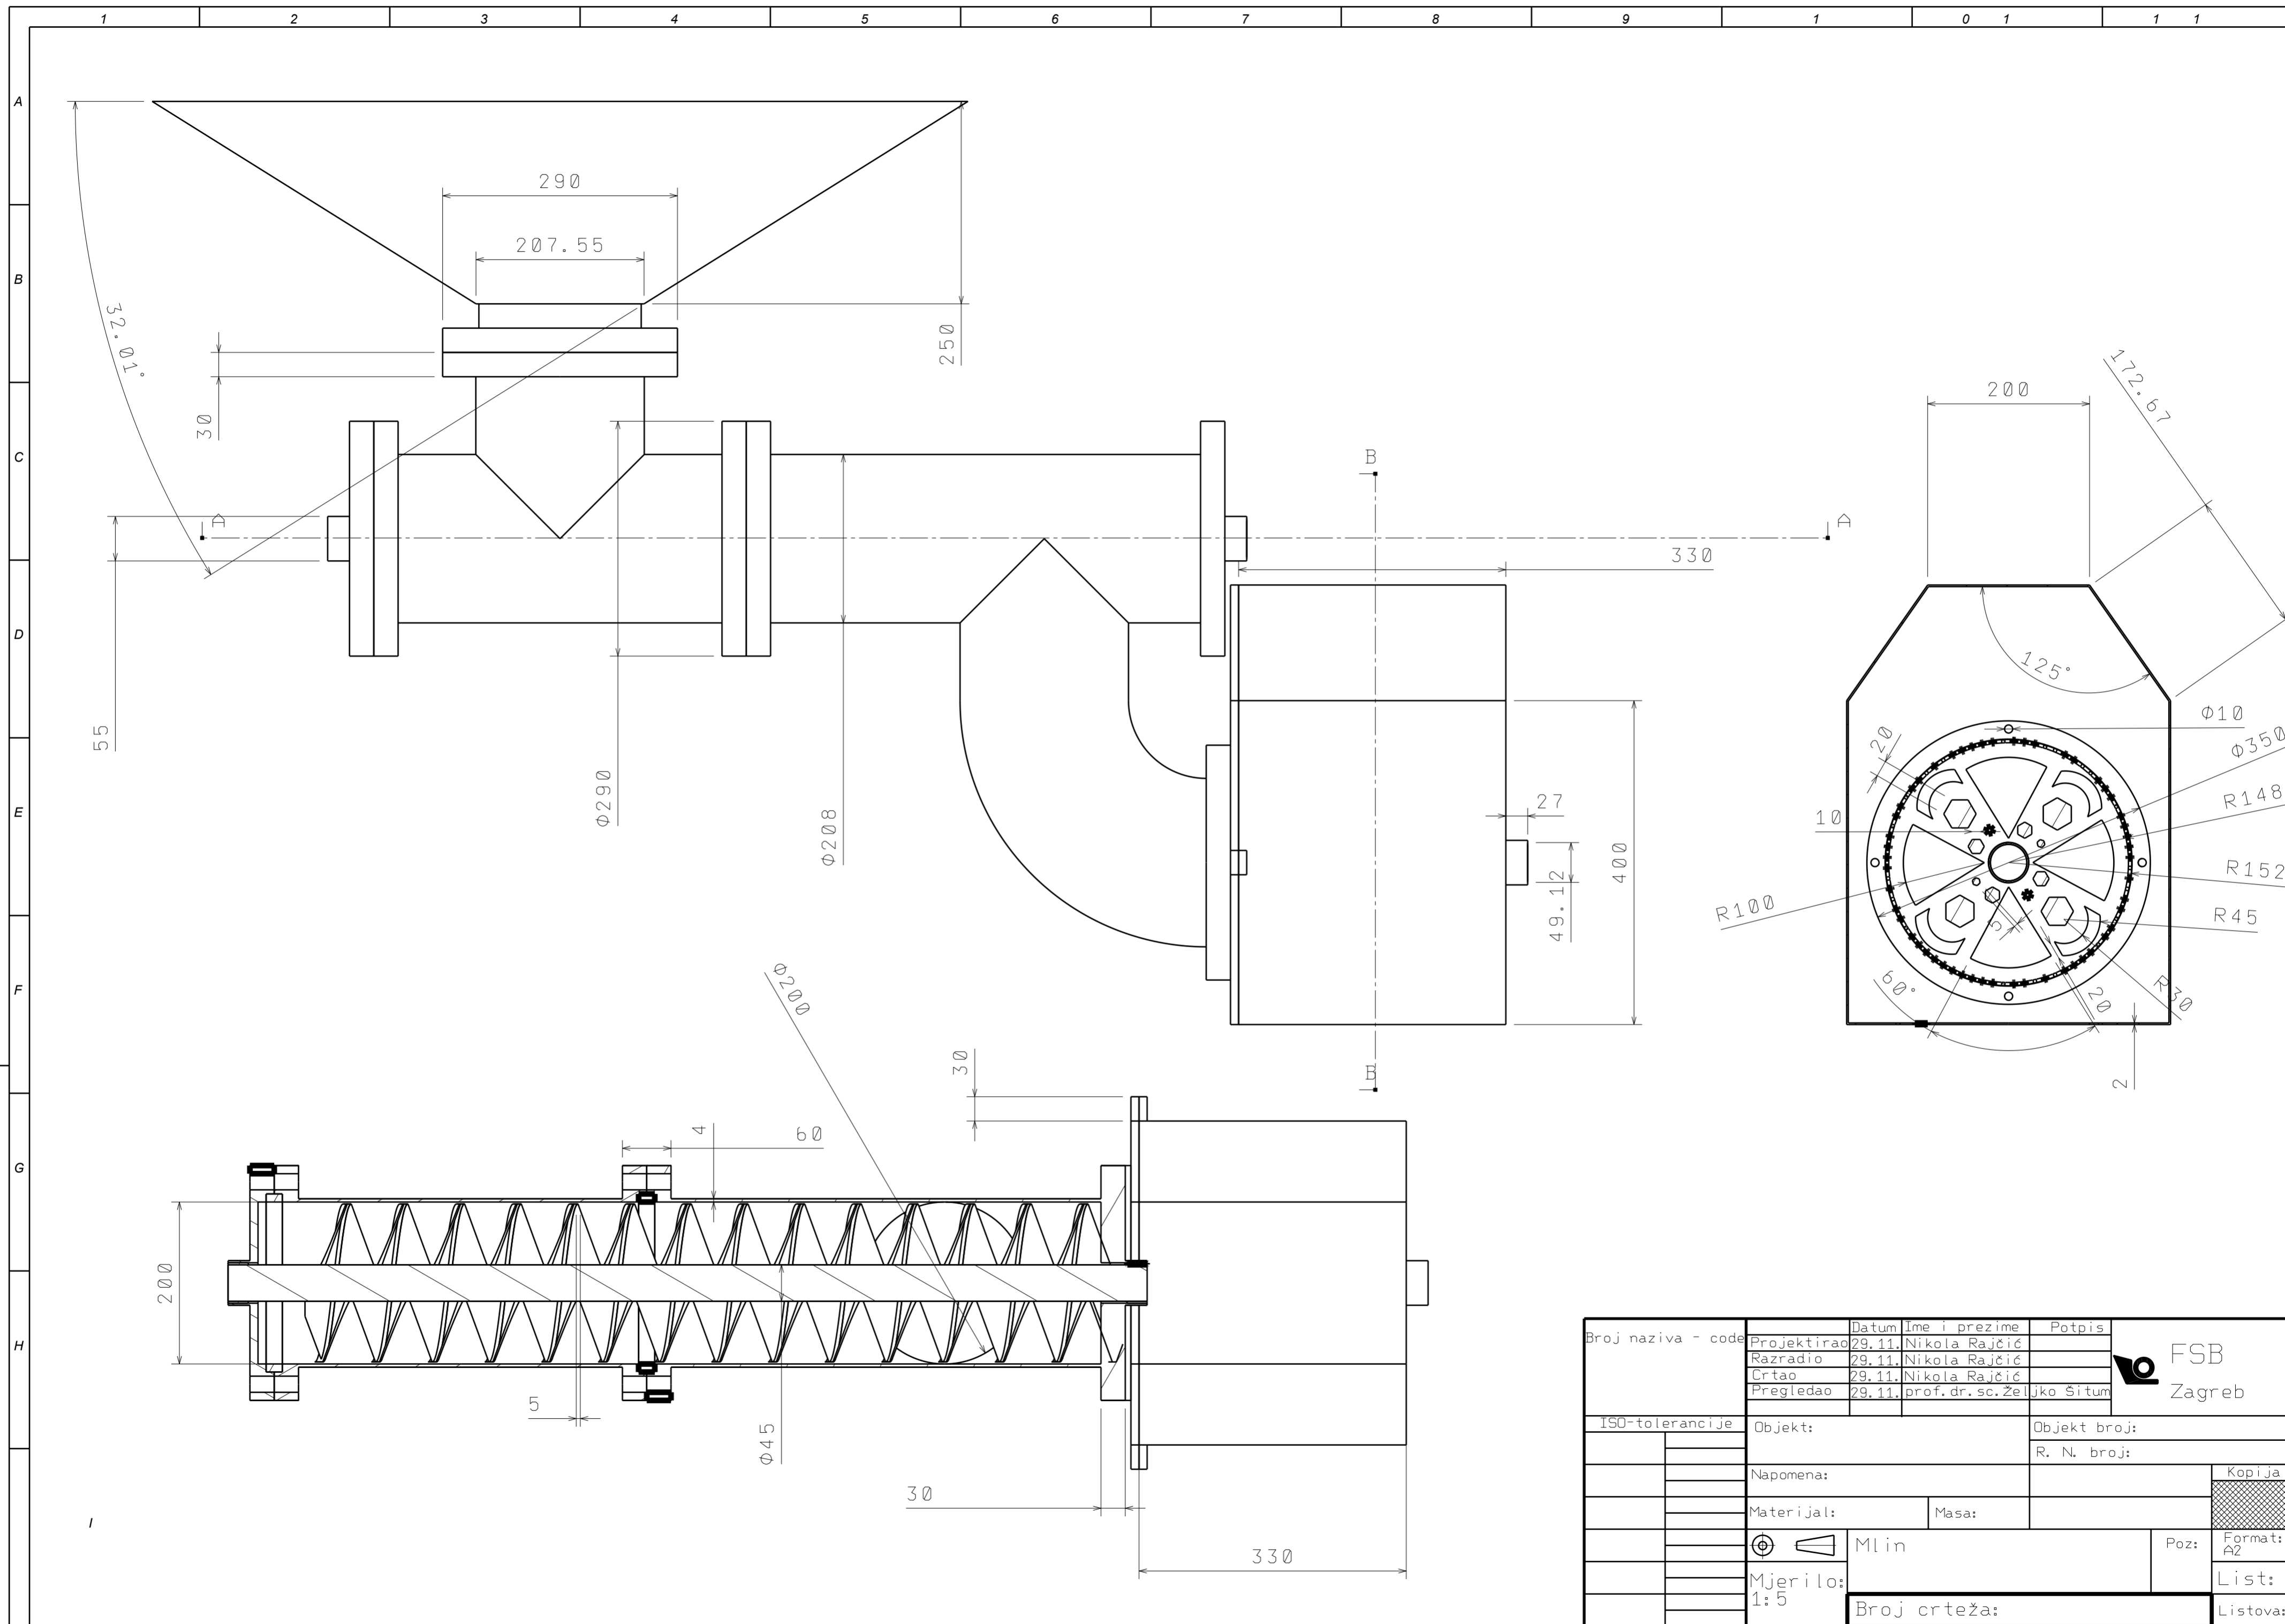 1 2 3 4 5 6 7 8 9 1 0 1 1 1
A
B
C
D
E
F
G
H
I
290
207.55
32.01°
250
30
A
A
B
B
330
55
Φ290
Φ208
27
49.12
400
200
172.67
125°
Φ10
Φ350
20
R148
10
R152
R100
R45
5
60°
20
R30
2
Φ200
30
4
60
200
5
Φ45
30
330
Broj naziva - code
Datum Ime i prezime Potpis
Projektirao 29.11. Nikola Rajčić
Razradio 29.11. Nikola Rajčić
Crtao 29.11. Nikola Rajčić
Pregledao 29.11. prof.dr.sc.Željko Šitum
FSB
Zagreb
ISO-tolerancije
Objekt:
Objekt broj:
R. N. broj:
Napomena:
Kopija
Materijal:
Masa:
Mlin
Poz:
Format:
A2
Mjerilo:
1:5
List:
Broj crteža:
Listova: